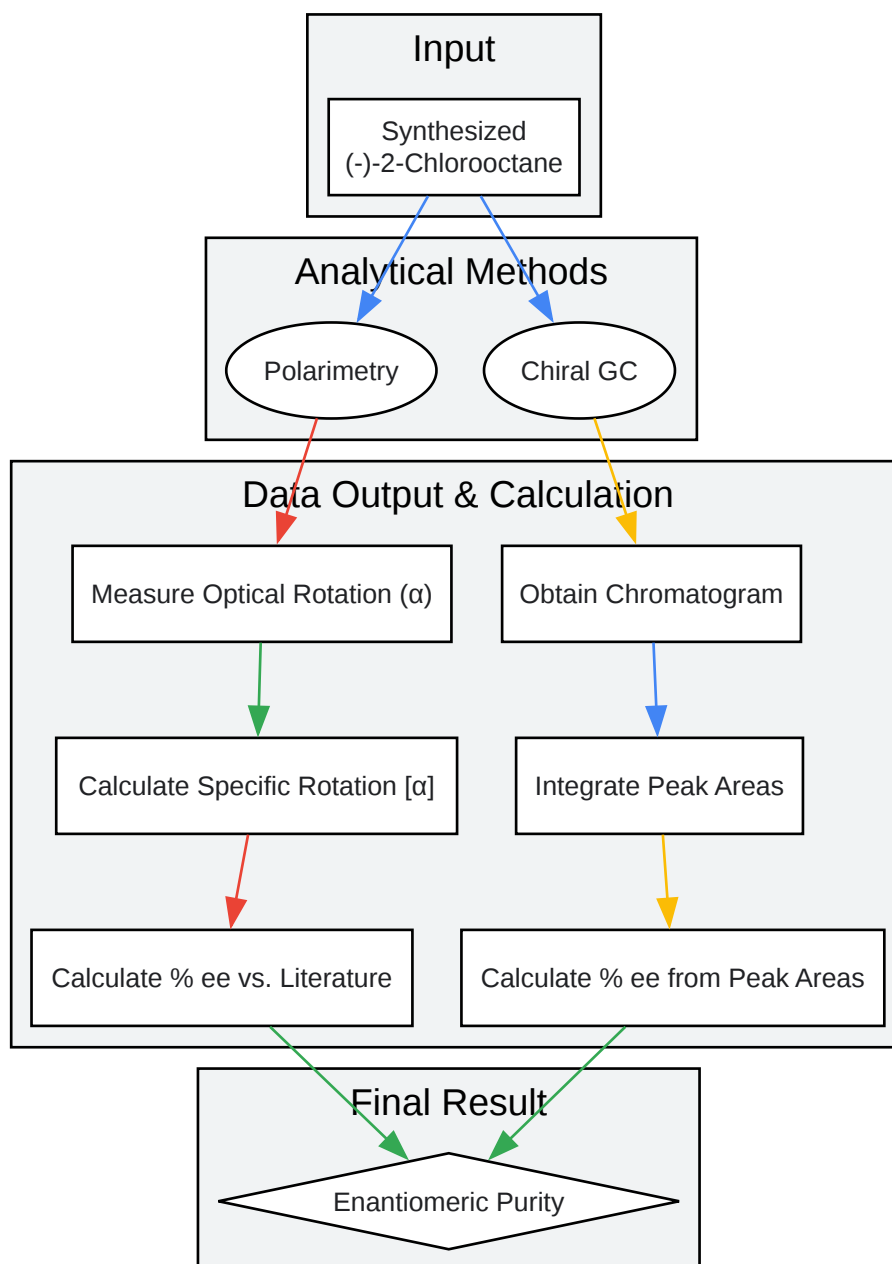 Input
Synthesized
(-)-2-Chlorooctane
Analytical Methods
Polarimetry
Chiral GC
Data Output & Calculation
Measure Optical Rotation (α)
Obtain Chromatogram
Calculate Specific Rotation [α]
Integrate Peak Areas
Calculate % ee vs. Literature
Calculate % ee from Peak Areas
Final Result
Enantiomeric Purity